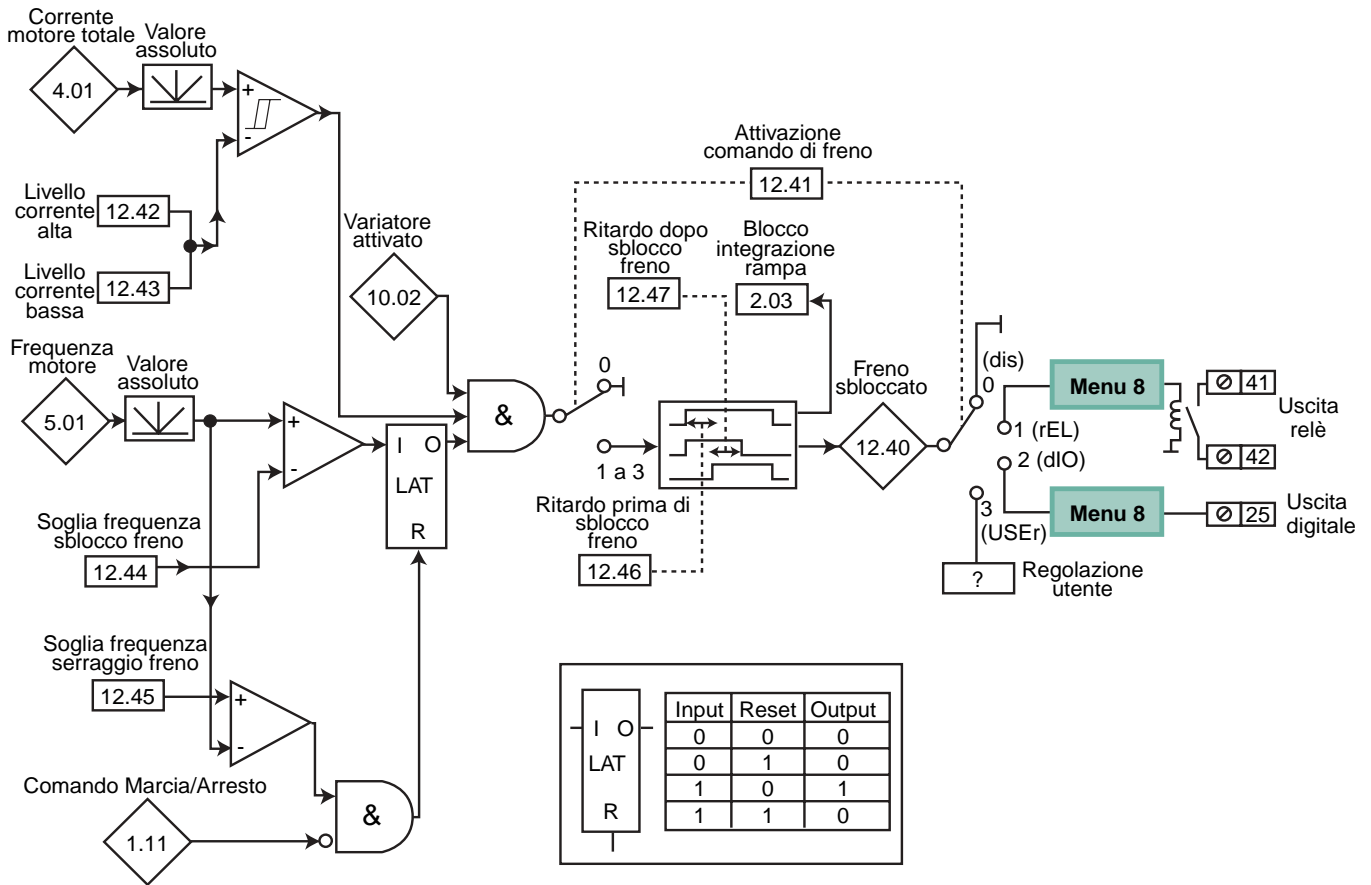 Corrente
motore totale
4.01
Valore
assoluto
+
-
Livello
corrente
alta
12.42
Livello
corrente
bassa
12.43
Variatore
attivato
10.02
Frequenza
motore
5.01
Valore
assoluto
+
-
Soglia frequenza
sblocco freno
12.44
Soglia frequenza
serraggio freno
12.45
+
-
Comando Marcia/Arresto
1.11
&
I O
LAT
R
&
0
1 a 3
Attivazione
comando di freno
12.41
Ritardo dopo
sblocco
freno
12.47
Blocco
integrazione
rampa
2.03
Ritardo prima di
sblocco
freno
12.46
Freno
sbloccato
12.40
(dis)
0
1 (rEL)
2 (dIO)
3
(USEr)
?
Regolazione
utente
Menu 8
41
42
Uscita
relè
Menu 8
25
Uscita
digitale
I O
LAT
R
Input Reset Output
0 0 0
0 1 0
1 0 1
1 1 0